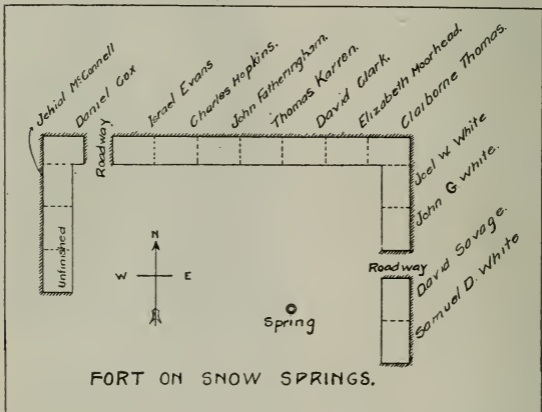 Jehial McConnell
Daniel Cox
Roadway
Israel Evans
Charles Hopkins.
John Fatheringham.
Thomas Karren.
David Clark.
Elizabeth Moorhead.
Claiborne Thomas.
Joel W. White
John G. White.
Roadway
David Savage.
Samuel D. White
Unfinished
N
W E
Spring
FORT ON SNOW SPRINGS.